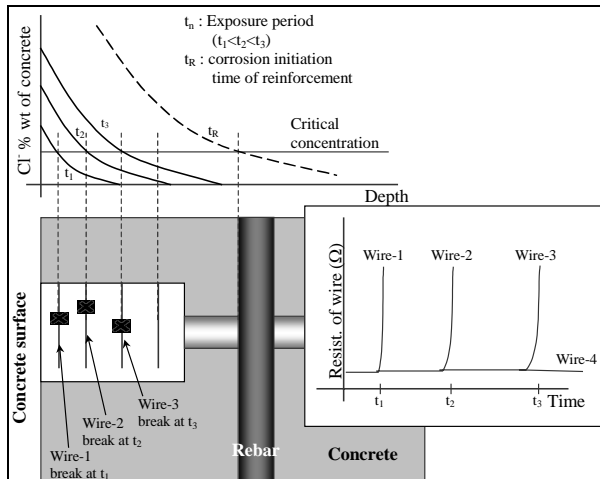 tₙ : Exposure period
(t₁<t₂<t₃)
t_R : corrosion initiation
time of reinforcement
Cl⁻ % wt of concrete
t₃
t₂
t₁
t_R
Critical
concentration
Depth
Concrete surface
Wire-1
break at t₁
Wire-2
break at t₂
Wire-3
break at t₃
Rebar
Concrete
Resist. of wire (Ω)
Wire-1
Wire-2
Wire-3
Wire-4
t₁
t₂
t₃
Time